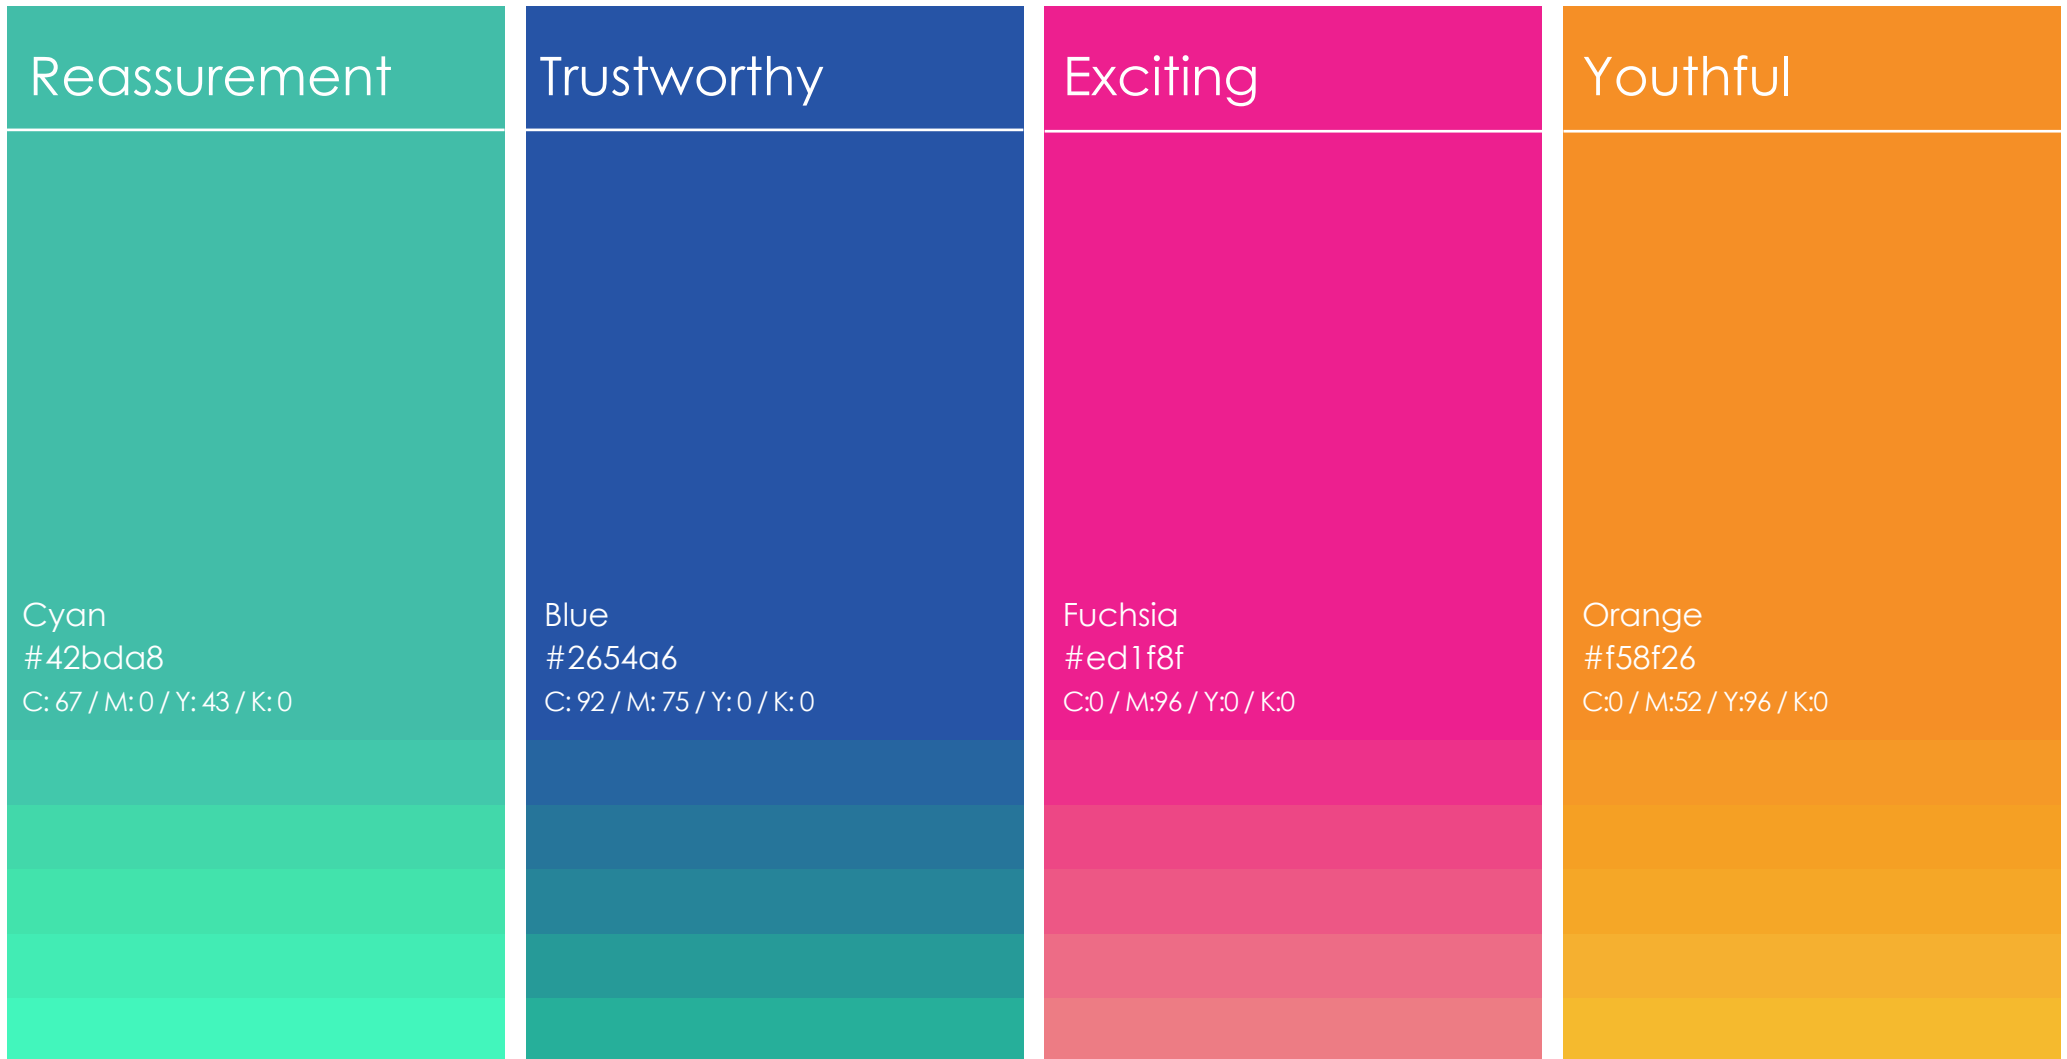 Reassurement
Cyan
#42bda8
C: 67 / M: 0 / Y: 43 / K: 0
Trustworthy
Blue
#2654a6
C: 92 / M: 75 / Y: 0 / K: 0
Exciting
Fuchsia
#ed1f8f
C:0 / M:96 / Y:0 / K:0
Youthful
Orange
#f58f26
C:0 / M:52 / Y:96 / K:0